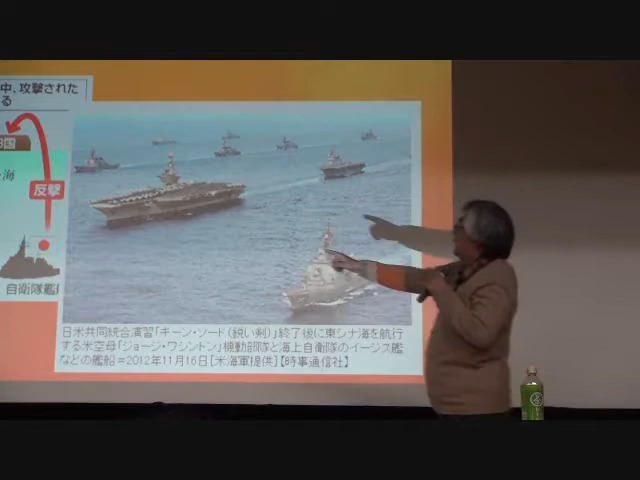 中、攻撃された
る
国
海
反撃
自衛隊艦
日米共同統合演習「キーン・ソード(鋭い剣)」終了後に東シナ海を航行
する米空母「ジョージ・ワシントン」機動部隊と海上自衛隊のイージス艦
などの艦船=2012年11月16日【米海軍提供】【時事通信社】